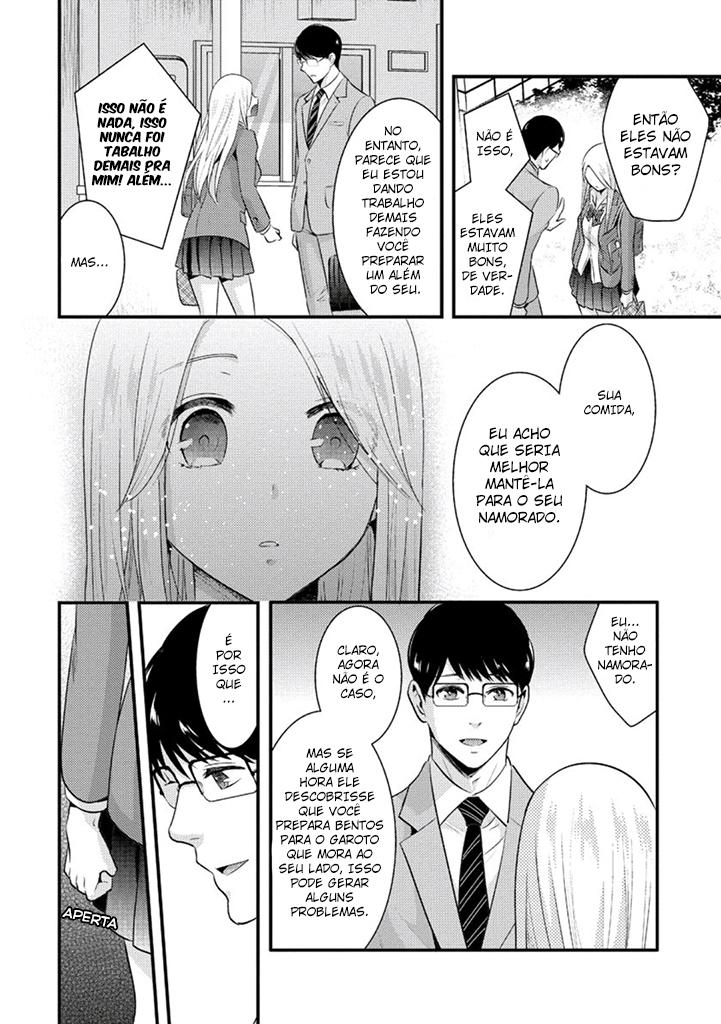 ENTÃO
ELES NÃO
ESTAVAM
BONS?
NÃO É
ISSO,
ELES
ESTAVAM
MUITO
BONS,
DE VER-
DADE.
NO
ENTANTO,
PARECE QUE
EU ESTOU
DANDO
TRABALHO
DEMAIS
FAZENDO
VOCÊ
PREPARAR
UM ALÉM
DO SEU.
ISSO NÃO É
NADA, ISSO
NUNCA FOI
TABALHO
DEMAIS PRA
MIM! ALÉM...
MAS...
SUA
COMIDA,
EU ACHO
QUE SERIA
MELHOR
MANTÊ-LA
PARA O SEU
NAMORADO.
EU...
NÃO
TENHO
NAMORA-
DO.
CLARO,
AGORA
NÃO É O
CASO,
MAS SE
ALGUMA
HORA ELE
DESCOBRISSE
QUE VOCÊ
PREPARA BENTOS
PARA O GAROTO
QUE MORA AO
SEU LADO, ISSO
PODE GERAR
ALGUNS
PROBLEMAS.
É
POR
ISSO QUE
...
APERTA